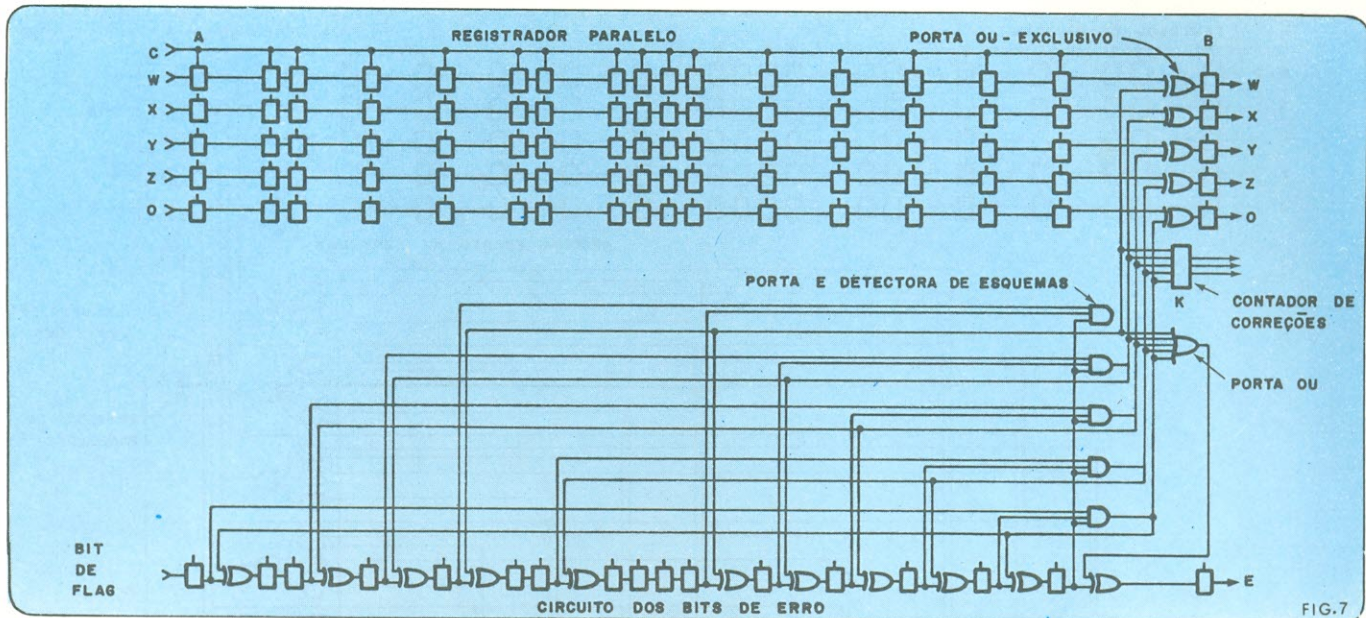 A
REGISTRADOR PARALELO
PORTA OU-EXCLUSIVO
B
C
W
W
X
X
Y
Y
Z
Z
O
O
PORTA E DETECTORA DE ESQUEMAS
K
CONTADOR DE
CORREÇÕES
PORTA OU
BIT
DE
FLAG
E
CIRCUITO DOS BITS DE ERRO
FIG.7